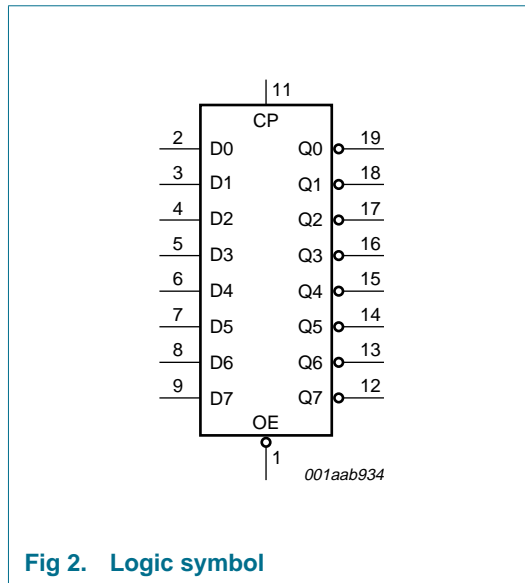 11
CP
2 D0 Q0 19
3 D1 Q1 18
4 D2 Q2 17
5 D3 Q3 16
6 D4 Q4 15
7 D5 Q5 14
8 D6 Q6 13
9 D7 Q7 12
OE
1
001aab934
Fig 2. Logic symbol